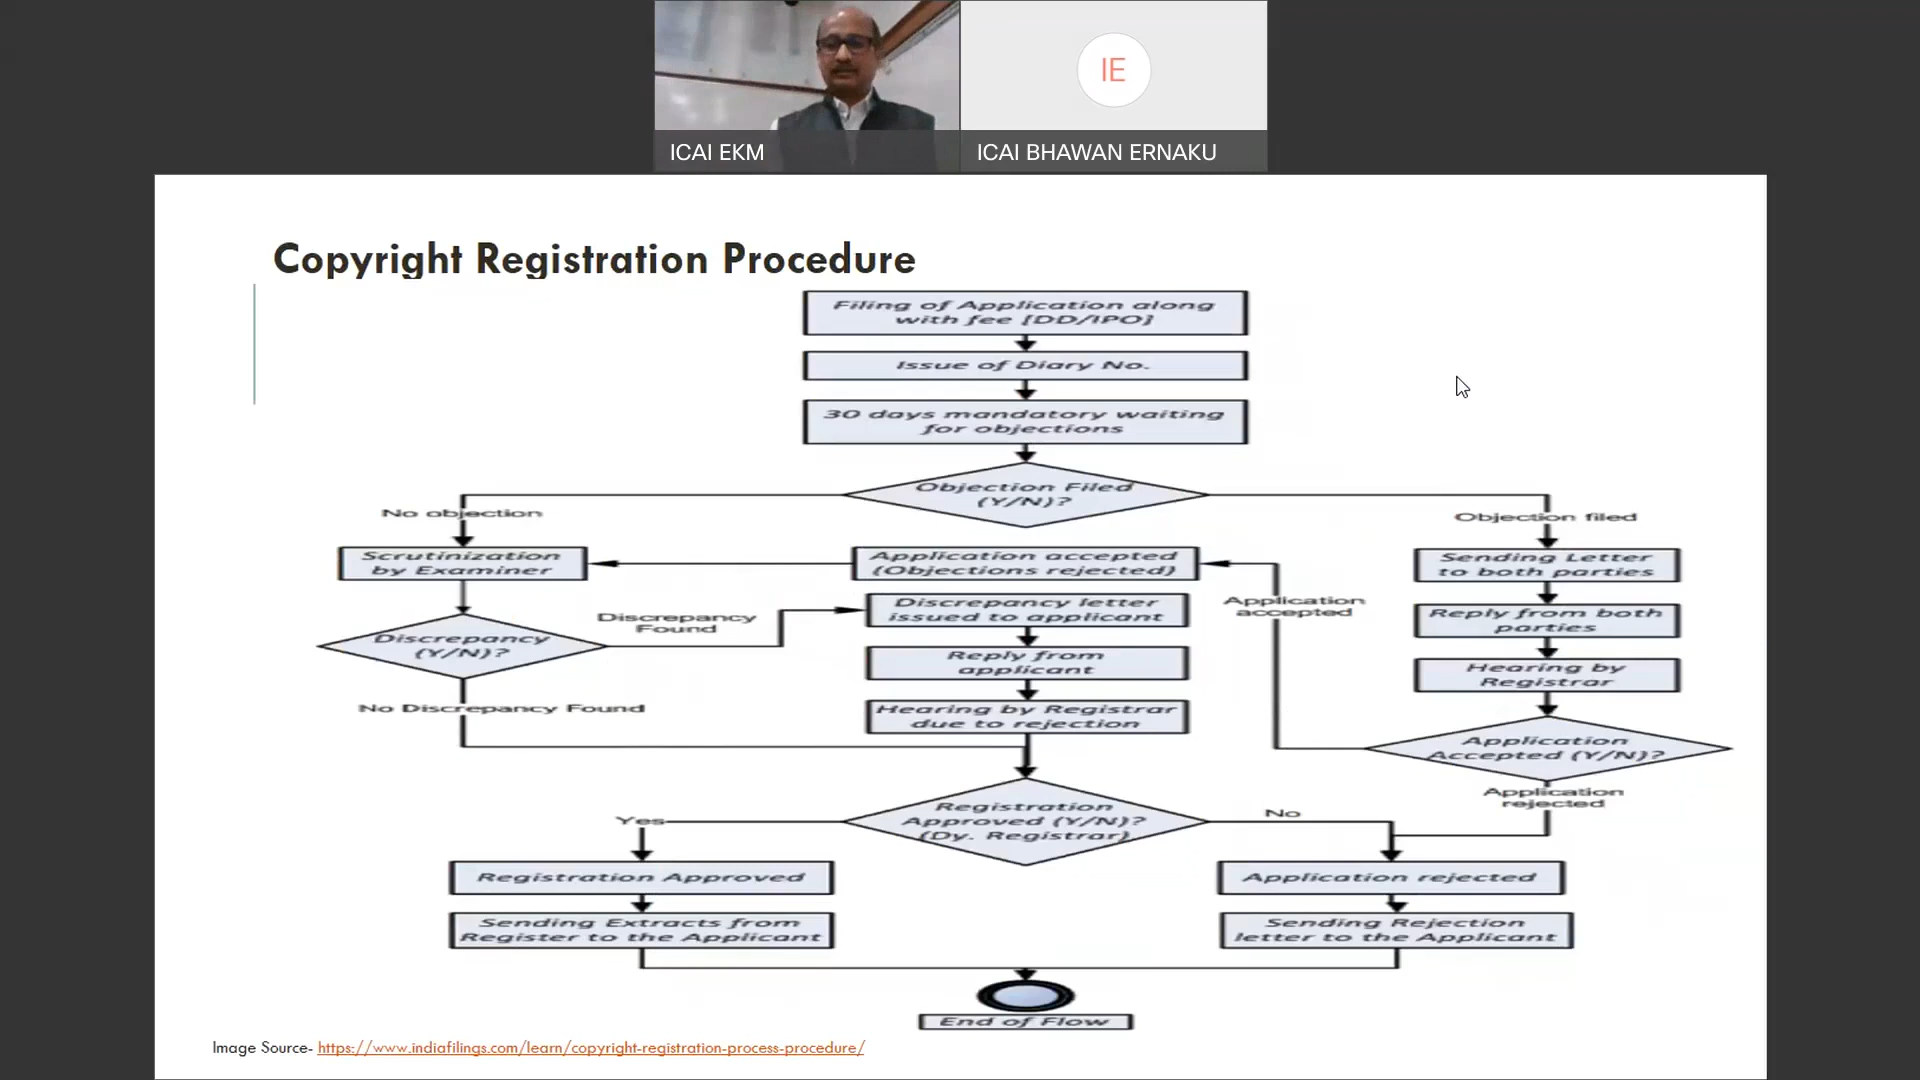 IE
ICAI EKM
ICAI BHAWAN ERNAKU
Copyright Registration Procedure
Filing of Application along
with fee [DD/IPO]
Issue of Diary No.
30 days mandatory waiting
for objections
Objection Filed
(Y/N)?
No objection
Objection filed
Scrutinization
by Examiner
Application accepted
(Objections rejected)
Sending Letter
to both parties
Discrepancy
(Y/N)?
Discrepancy
Found
Discrepancy letter
issued to applicant
Application
accepted
Reply from both
parties
Reply from
applicant
Hearing by
Registrar
No Discrepancy Found
Hearing by Registrar
due to rejection
Application
Accepted (Y/N)?
Application
rejected
Registration
Approved (Y/N)?
(Dy. Registrar)
Yes
No
Registration Approved
Application rejected
Sending Extracts from
Register to the Applicant
Sending Rejection
letter to the Applicant
End of Flow
Image Source- https://www.indiafilings.com/learn/copyright-registration-process-procedure/